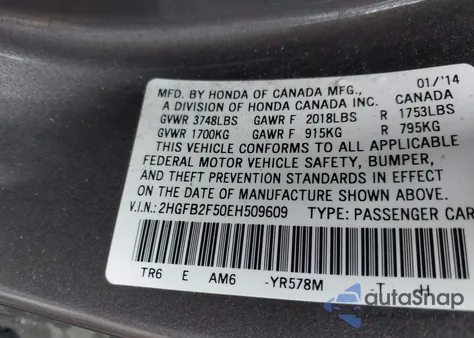 MFD. BY HONDA OF CANADA MFG., 01/'14
A DIVISION OF HONDA CANADA INC. CANADA
GVWR 3748LBS GAWR F 2018LBS R 1753LBS
GVWR 1700KG GAWR F 915KG R 795KG
THIS VEHICLE CONFORMS TO ALL APPLICABLE
FEDERAL MOTOR VEHICLE SAFETY, BUMPER,
AND THEFT PREVENTION STANDARDS IN EFFECT
ON THE DATE OF MANUFACTURE SHOWN ABOVE.
V.I.N.: 2HGFB2F50EH509609 TYPE: PASSENGER CAR
TR6 E AM6 -YR578M -T H
autoShap